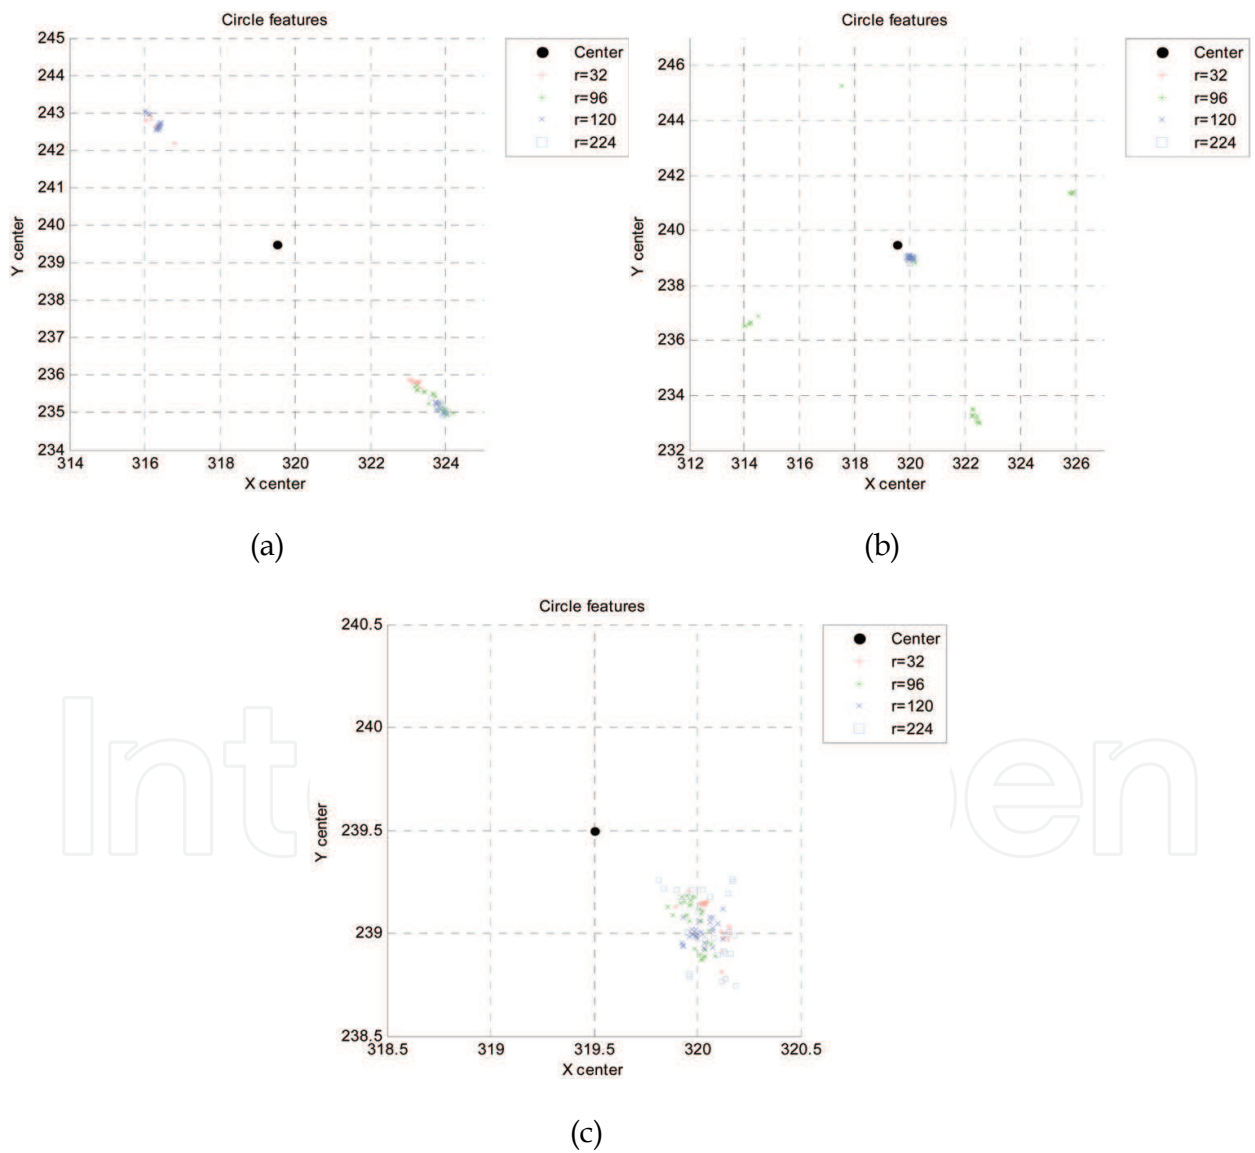 Circle features
245
244
243
242
241
240
239
238
237
236
235
234
314 316 318 320 322 324
Y center
X center
Center
r=32
r=96
r=120
r=224
(a)
Circle features
246
244
242
240
238
236
234
232
312 314 316 318 320 322 324 326
Y center
X center
Center
r=32
r=96
r=120
r=224
(b)
Circle features
240.5
240
239.5
239
238.5
318.5 319 319.5 320 320.5
Y center
X center
Center
r=32
r=96
r=120
r=224
(c)